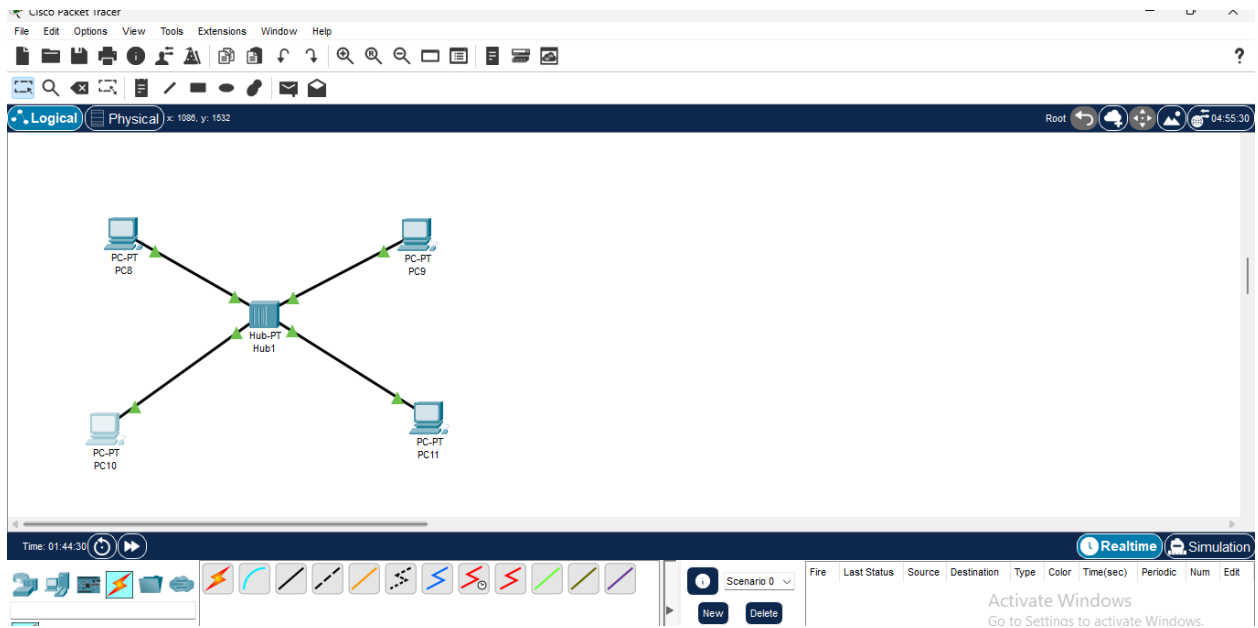 Cisco Packet Tracer
File Edit Options View Tools Extensions Window Help
?
Logical Physical x: 1086, y: 1532 Root 04:55:30
PC-PT
PC8
PC-PT
PC9
Hub-PT
Hub1
PC-PT
PC10
PC-PT
PC11
Time: 01:44:30 Realtime Simulation
Scenario 0
New Delete
Fire Last Status Source Destination Type Color Time(sec) Periodic Num Edit
Activate Windows
Go to Settings to activate Windows.